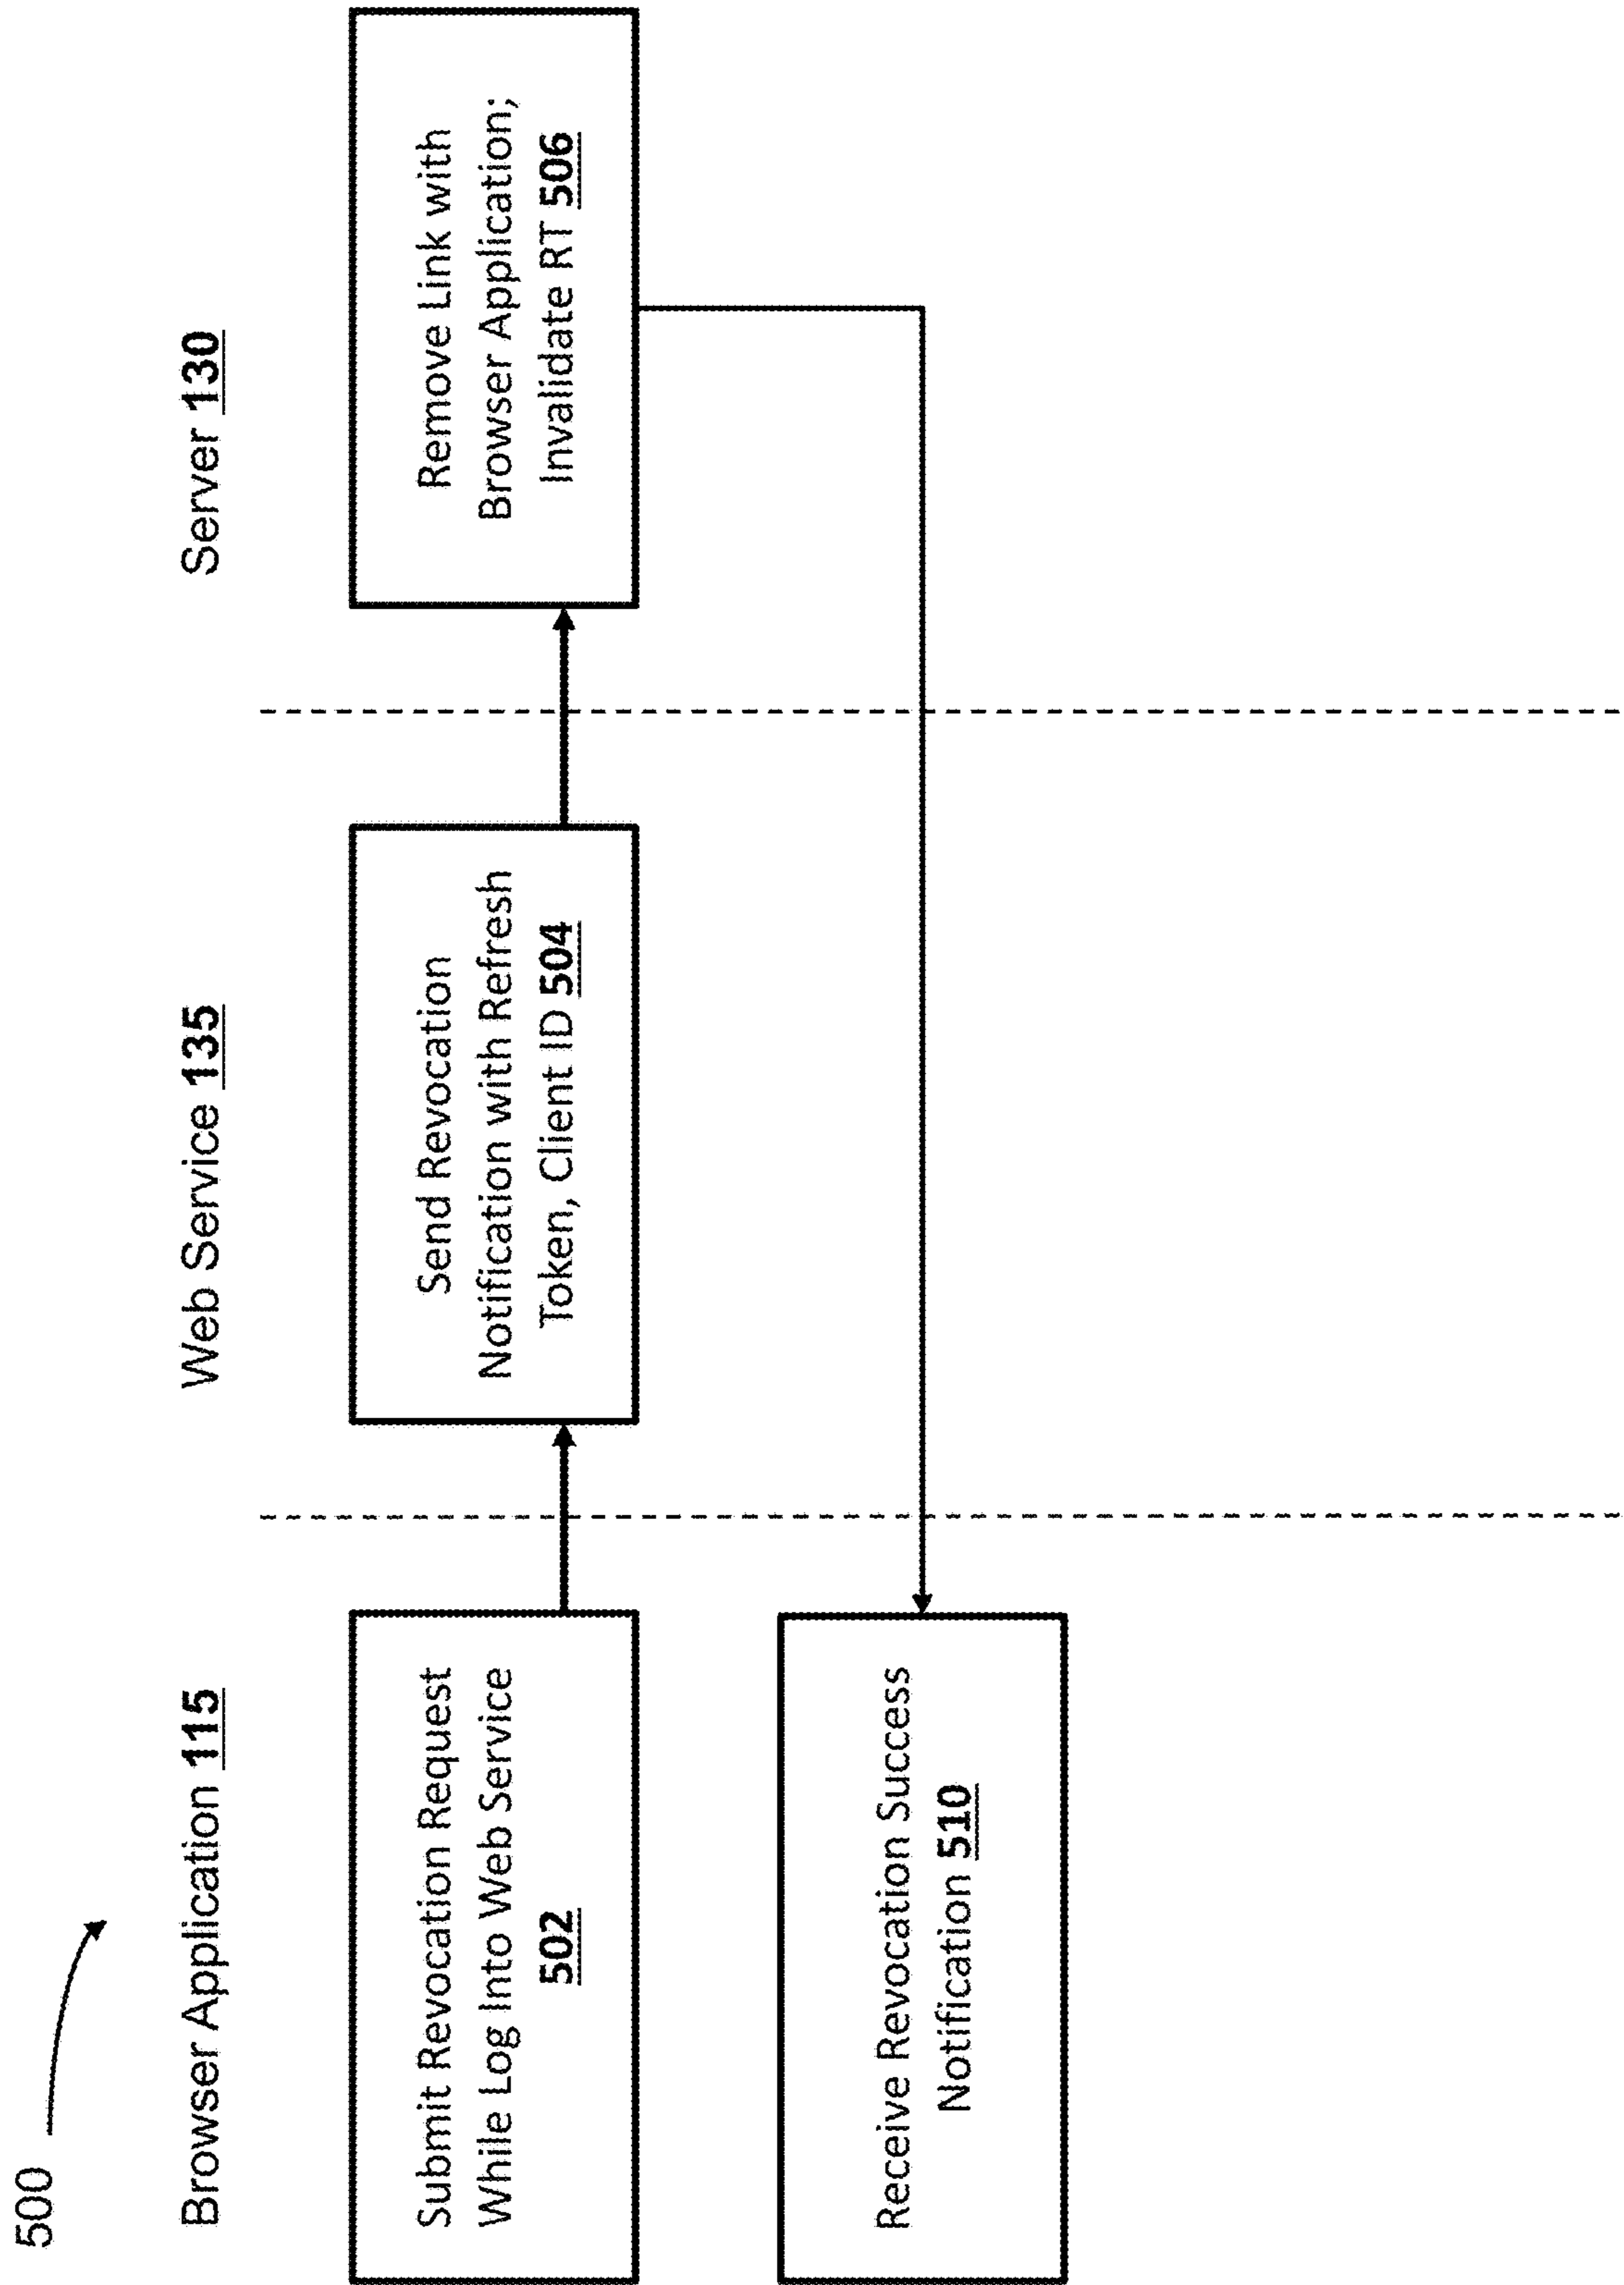 500
Browser Application 115
Web Service 135
Server 130
Submit Revocation Request
While Log Into Web Service
502
Send Revocation
Notification with Refresh
Token, Client ID 504
Remove Link with
Browser Application;
Invalidate RT 506
Receive Revocation Success
Notification 510